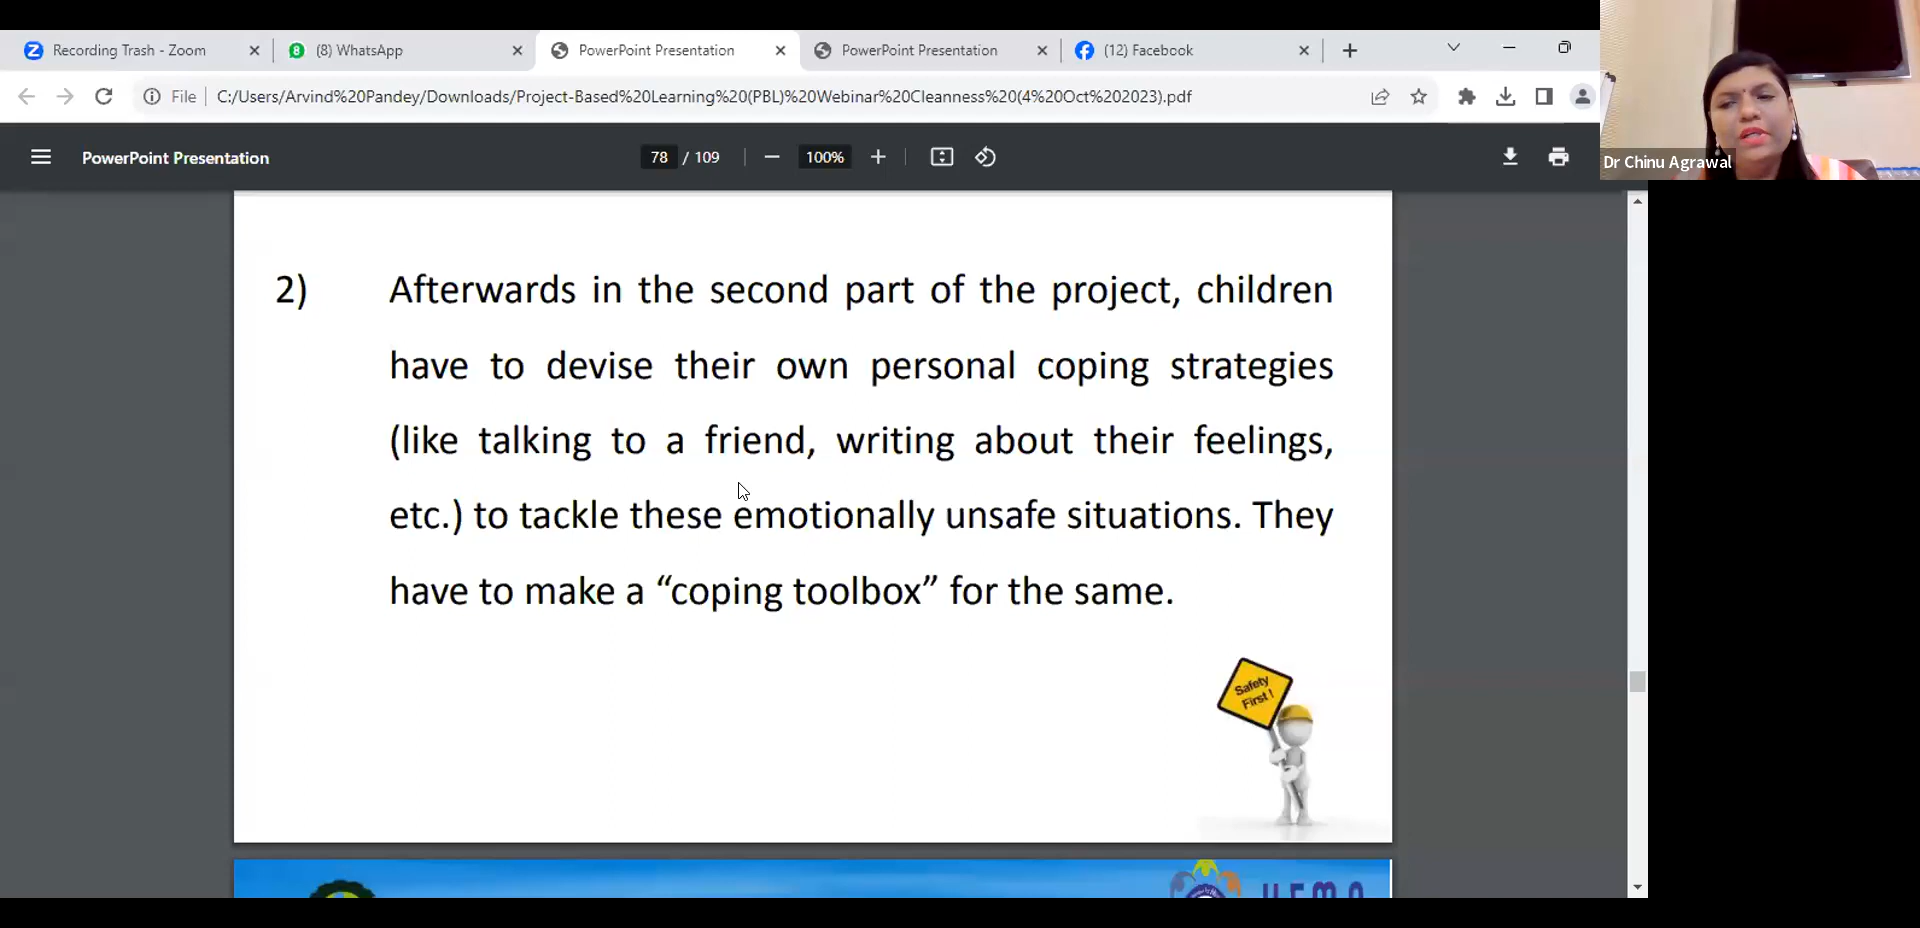 Recording Trash - Zoom
8
(8) WhatsApp
PowerPoint Presentation
PowerPoint Presentation
(12) Facebook
File
C:/Users/Arvind%20Pandey/Downloads/Project-Based%20Learning%20(PBL)%20Webinar%20Cleanness%20(4%20Oct%202023).pdf
PowerPoint Presentation
78 / 109
100%
Dr Chinu Agrawal
2) Afterwards in the second part of the project, children
have to devise their own personal coping strategies
(like talking to a friend, writing about their feelings,
etc.) to tackle these emotionally unsafe situations. They
have to make a “coping toolbox” for the same.
Safety
First !